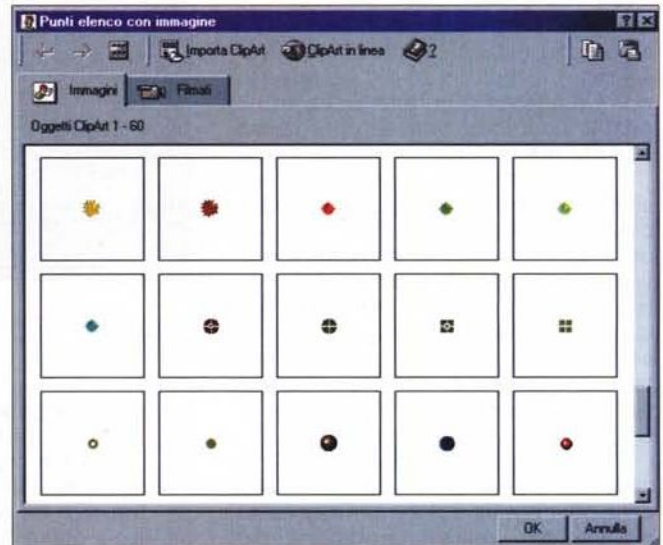 Punti elenco con immagine
Importa ClipArt ClipArt in linea ?
Immagini Filmati
Oggetti ClipArt 1 - 60
OK Annulla